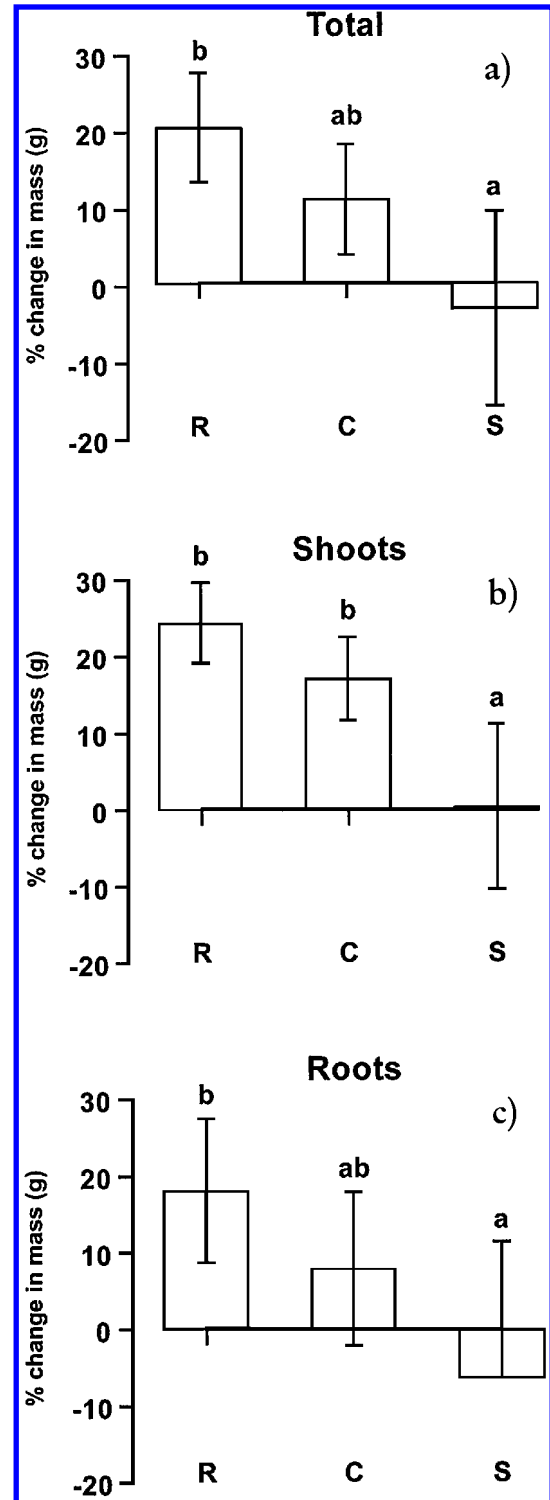 Total
a)
b
ab
a
% change in mass (g)
30
20
10
0
-10
-20
R C S
Shoots
b)
b
b
a
% change in mass (g)
30
20
10
0
-10
-20
R C S
Roots
c)
b
ab
a
% change in mass (g)
30
20
10
0
-10
-20
R C S